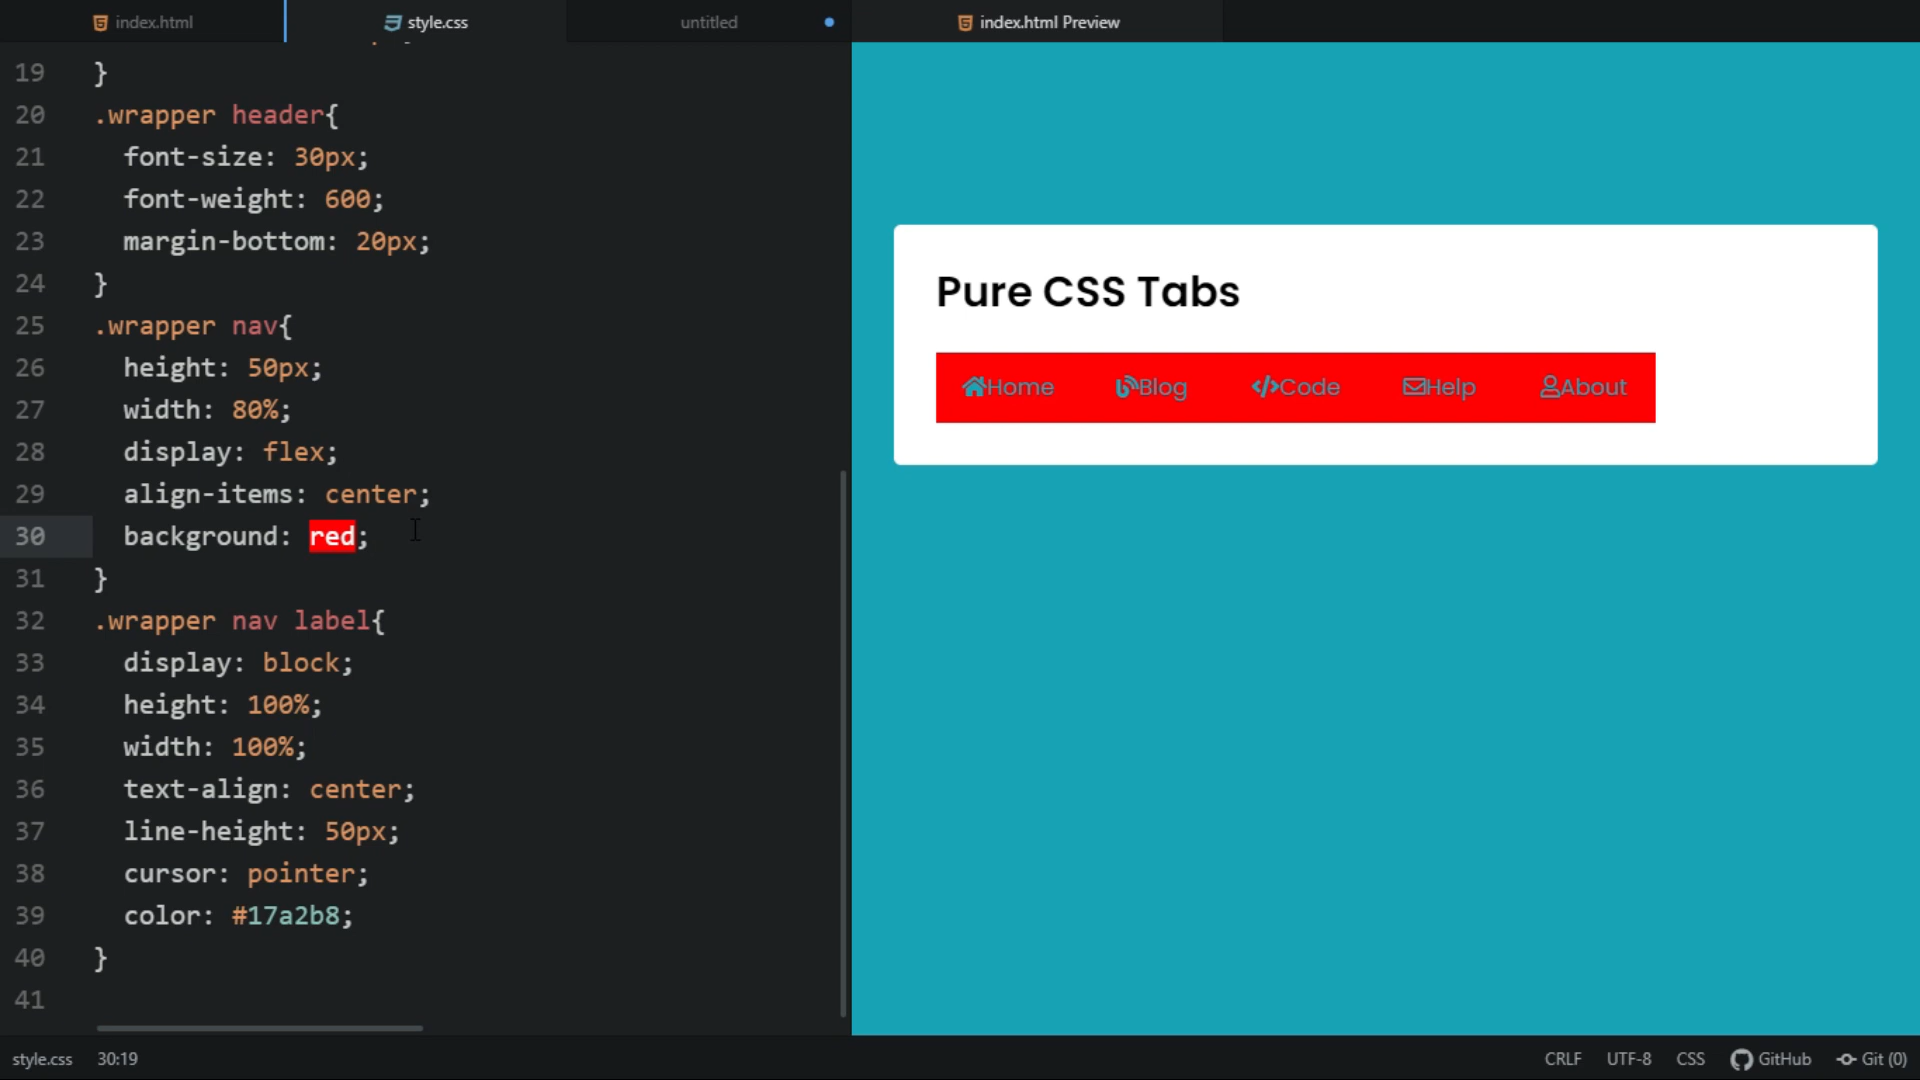 index.html
style.css
untitled
index.html Preview
19 }
20 .wrapper header{
21 font-size: 30px;
22 font-weight: 600;
23 margin-bottom: 20px;
24 }
25 .wrapper nav{
26 height: 50px;
27 width: 80%;
28 display: flex;
29 align-items: center;
30 background: red;
31 }
32 .wrapper nav label{
33 display: block;
34 height: 100%;
35 width: 100%;
36 text-align: center;
37 line-height: 50px;
38 cursor: pointer;
39 color: #17a2b8;
40 }
41
Pure CSS Tabs
Home Blog Code Help About
style.css 30:19 CRLF UTF-8 CSS GitHub Git (0)